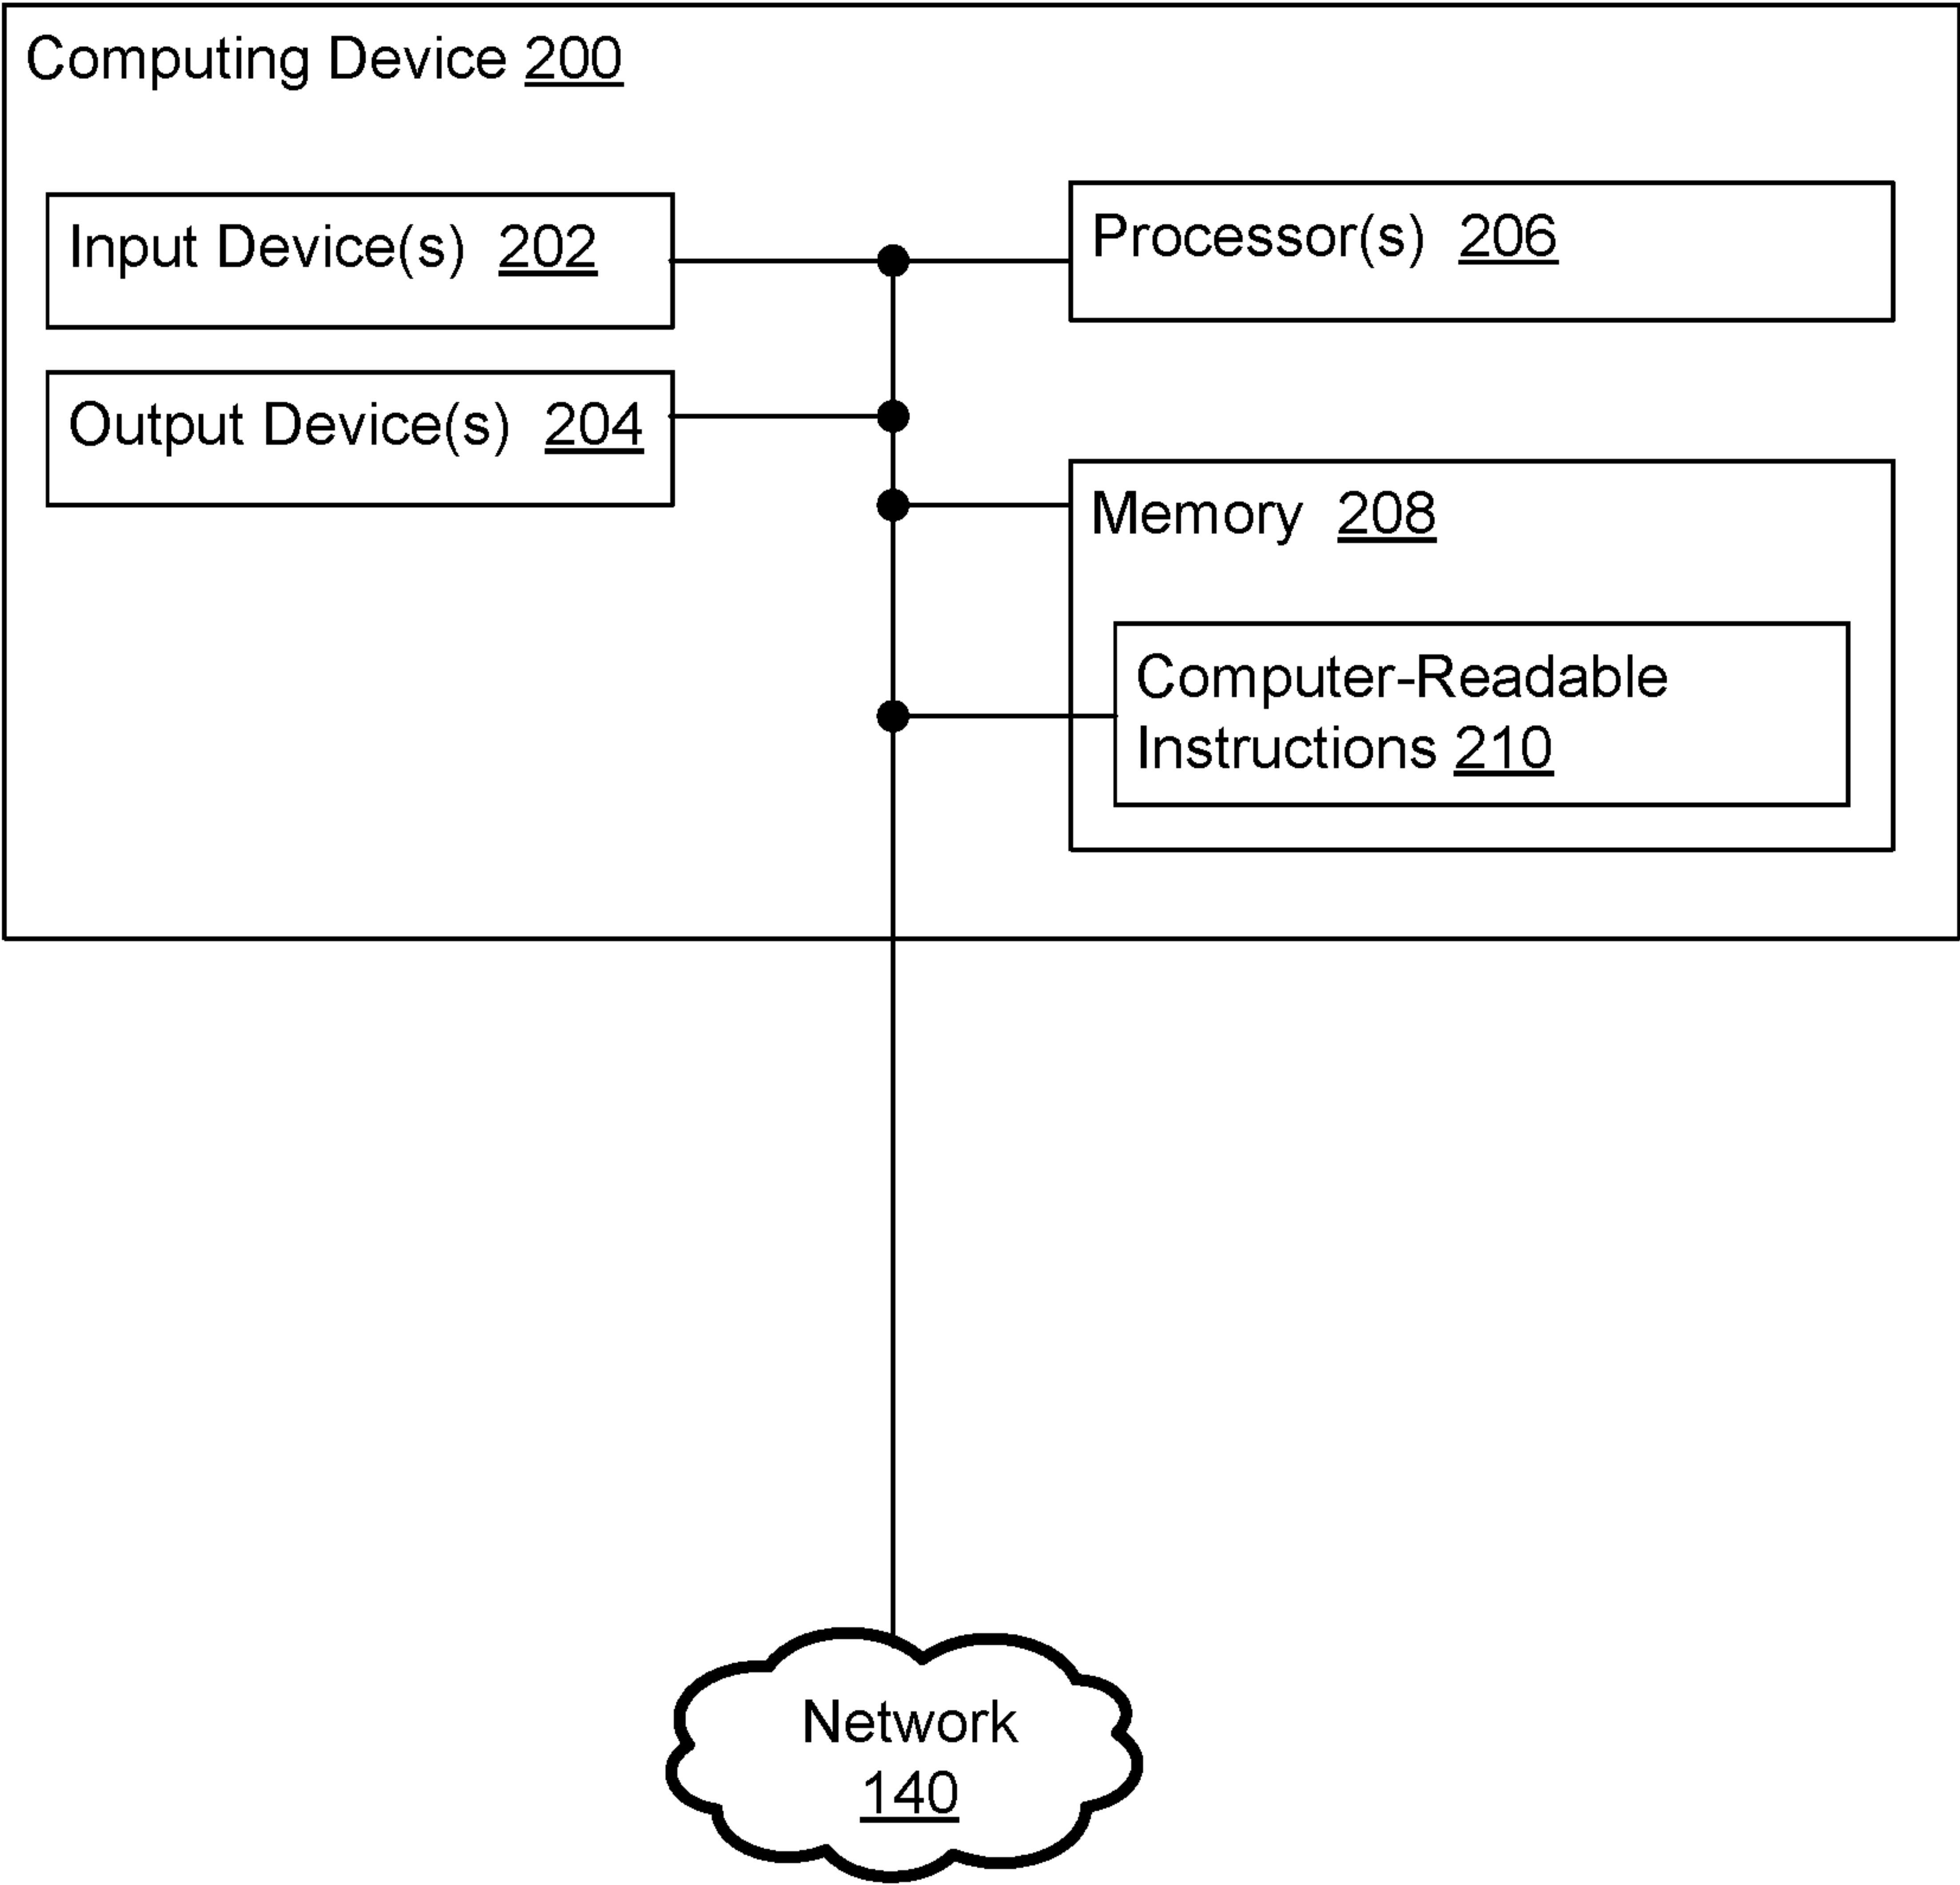 Computing Device 200
Input Device(s) 202
Output Device(s) 204
Processor(s) 206
Memory 208
Computer-Readable
Instructions 210
Network
140